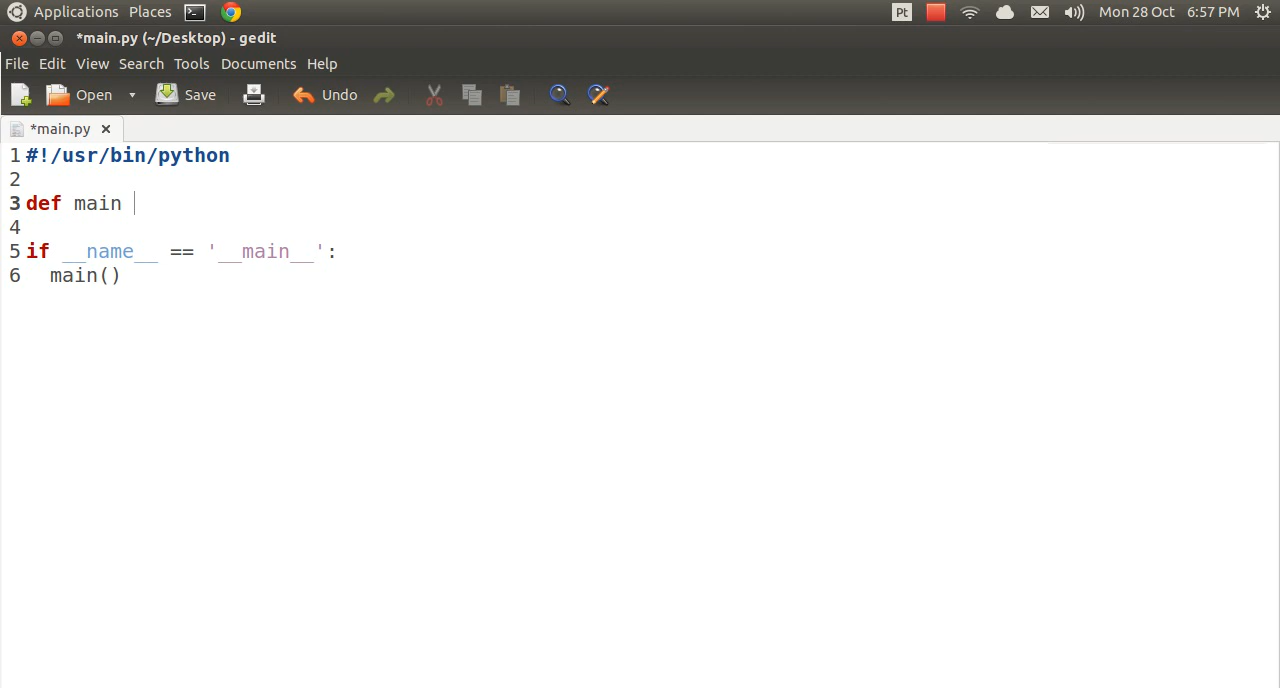 Applications Places Pt Mon 28 Oct 6:57 PM
*main.py (~/Desktop) - gedit
File Edit View Search Tools Documents Help
Open Save Undo
*main.py
1 #!/usr/bin/python
2
3 def main
4
5 if __name__ == '__main__':
6   main()